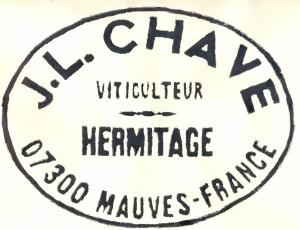 J.L. CHAVE
VITICULTEUR
HERMITAGE
07300 MAUVES-FRANCE